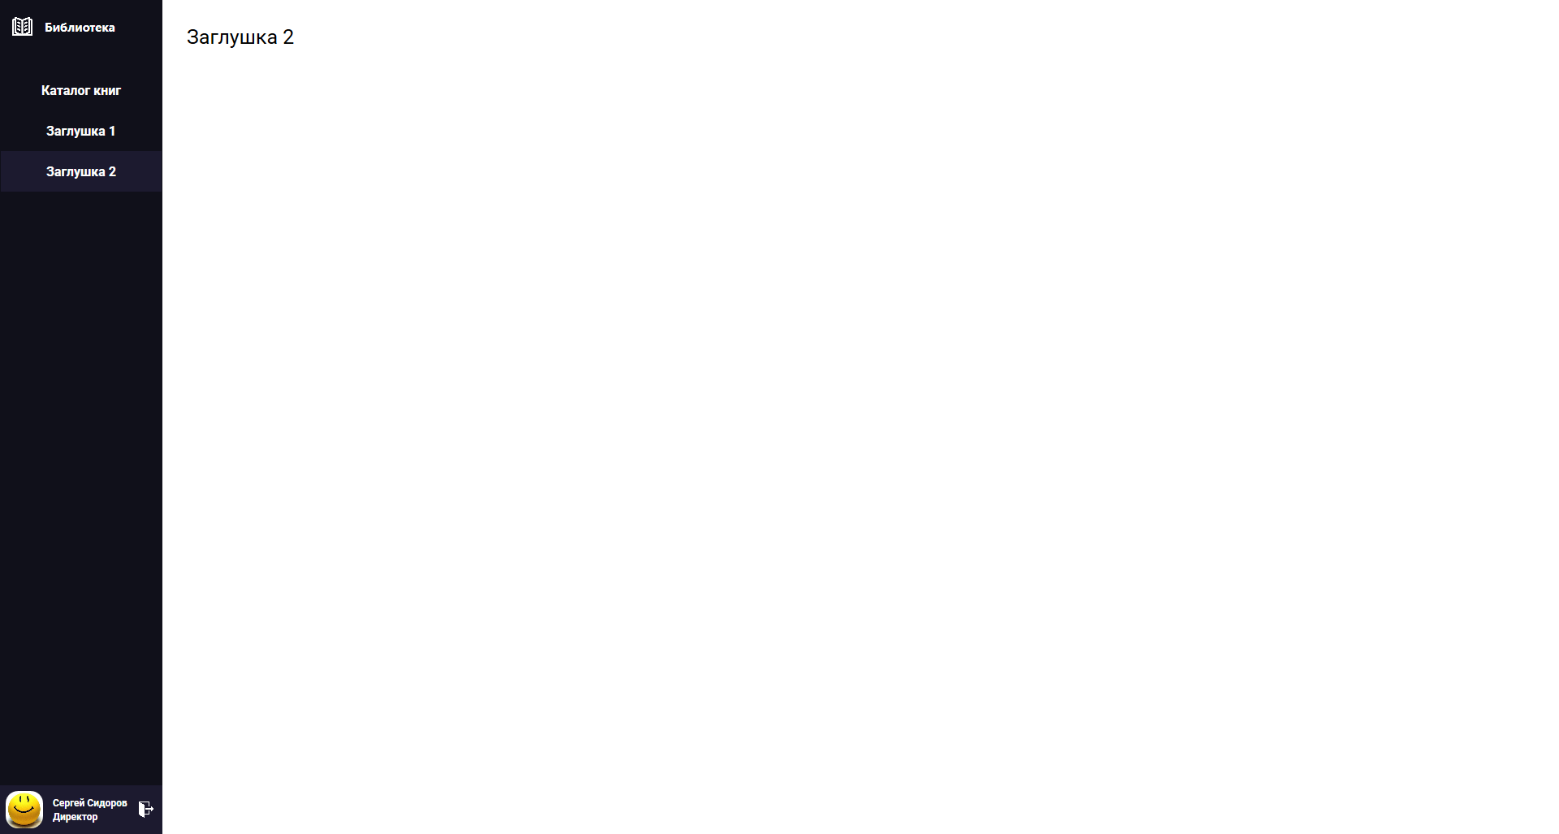 Библиотека
Каталог книг
Заглушка 1
Заглушка 2
Заглушка 2
Сергей Сидоров
Директор